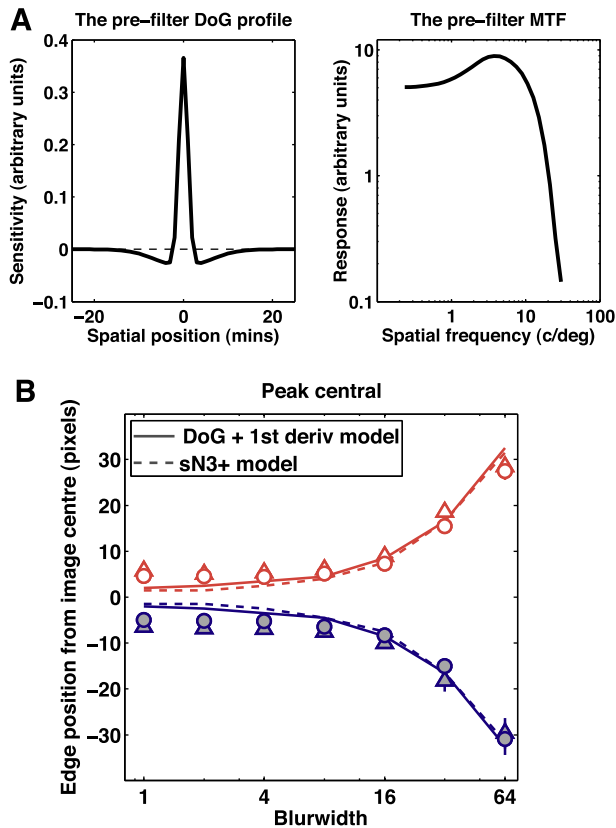 A
The pre-filter DoG profile
Sensitivity (arbitrary units)
0.4
0.3
0.2
0.1
0
−0.1
−20
0
20
Spatial position (mins)
The pre-filter MTF
Response (arbitrary units)
10
1
0.1
1
10
100
Spatial frequency (c/deg)
B
Peak central
DoG + 1st deriv model
sN3+ model
Edge position from image centre (pixels)
30
20
10
0
−10
−20
−30
1
4
16
64
Blurwidth